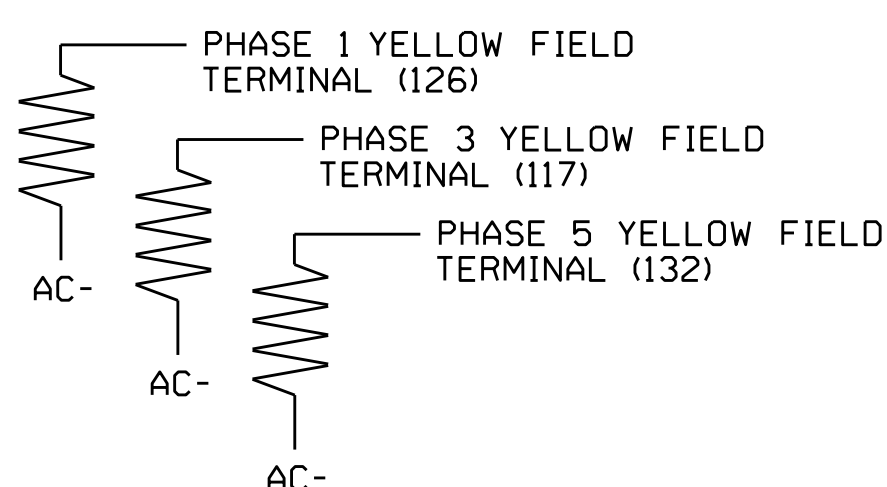 PHASE 1 YELLOW FIELD
TERMINAL (126)
PHASE 3 YELLOW FIELD
TERMINAL (117)
PHASE 5 YELLOW FIELD
TERMINAL (132)
AC-
AC-
AC-